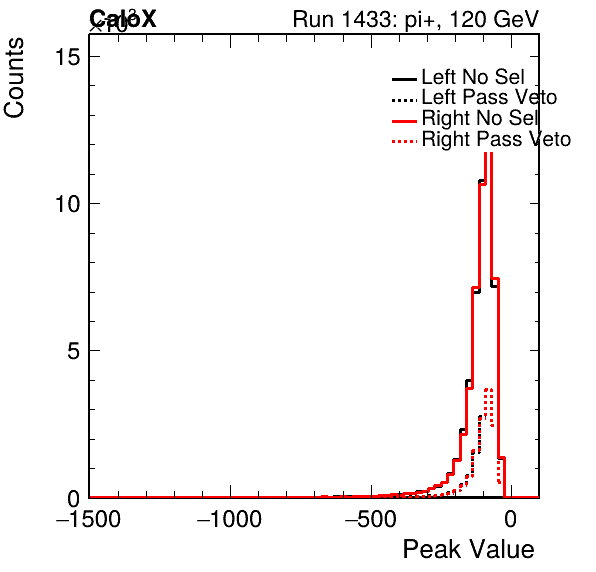 CaloX
Run 1433: pi+, 120 GeV
×10³
Counts
15
10
5
0
Left No Sel
Left Pass Veto
Right No Sel
Right Pass Veto
−1500
−1000
−500
0
Peak Value